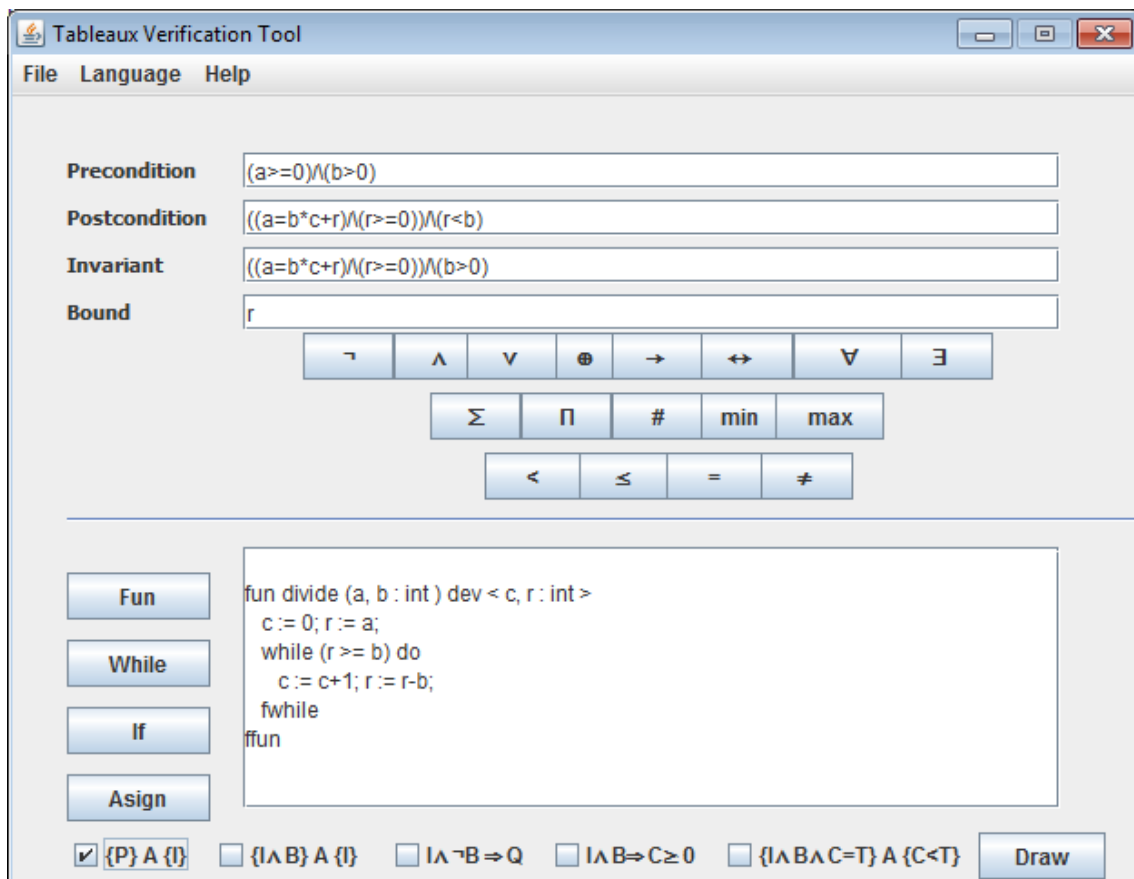 Tableaux Verification Tool
File Language Help
Precondition (a>=0)/\(b>0)
Postcondition ((a=b*c+r)/\(r>=0))/\(r<b)
Invariant ((a=b*c+r)/\(r>=0))/\(b>0)
Bound r
¬ ∧ ∨ ⊕ → ↔ ∀ ∃
Σ Π # min max
< ≤ = ≠
Fun
While
If
Asign
fun divide (a, b : int ) dev < c, r : int >
c := 0; r := a;
while (r >= b) do
c := c+1; r := r-b;
fwhile
ffun
{P} A {I} {I∧B} A {I} I∧¬B⇒Q I∧B⇒C≥0 {I∧B∧C=T} A {C<T} Draw